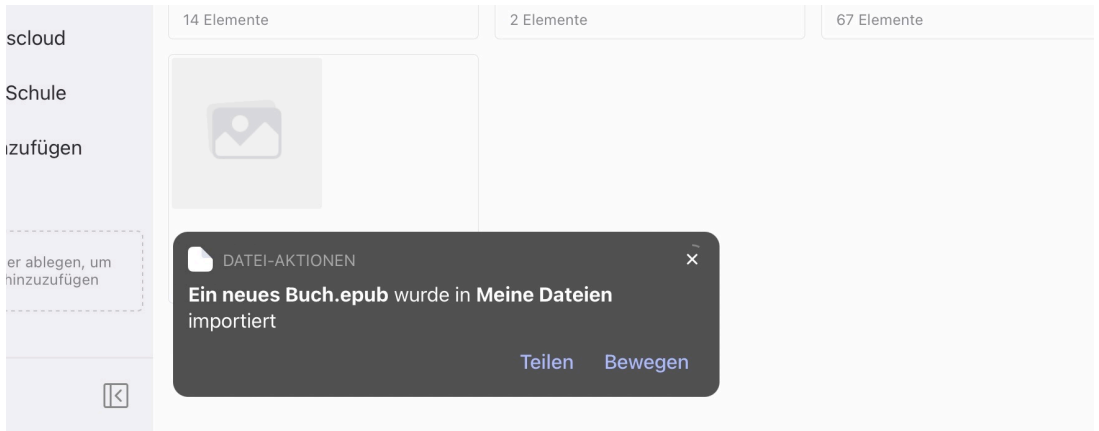 14 Elemente
2 Elemente
67 Elemente
scloud
Schule
zufügen
er ablegen, um
hinzuzufügen
DATEI-AKTIONEN
Ein neues Buch.epub wurde in Meine Dateien
importiert
Teilen Bewegen